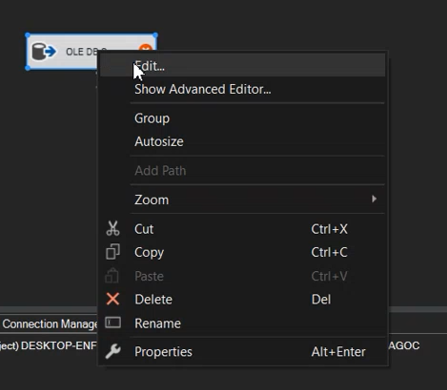 OLE DB
Edit...
Show Advanced Editor...
Group
Autosize
Add Path
Zoom
Cut Ctrl+X
Copy Ctrl+C
Paste Ctrl+V
Delete Del
Connection Manage
Rename
ject) DESKTOP-ENF
AGOC
Properties Alt+Enter